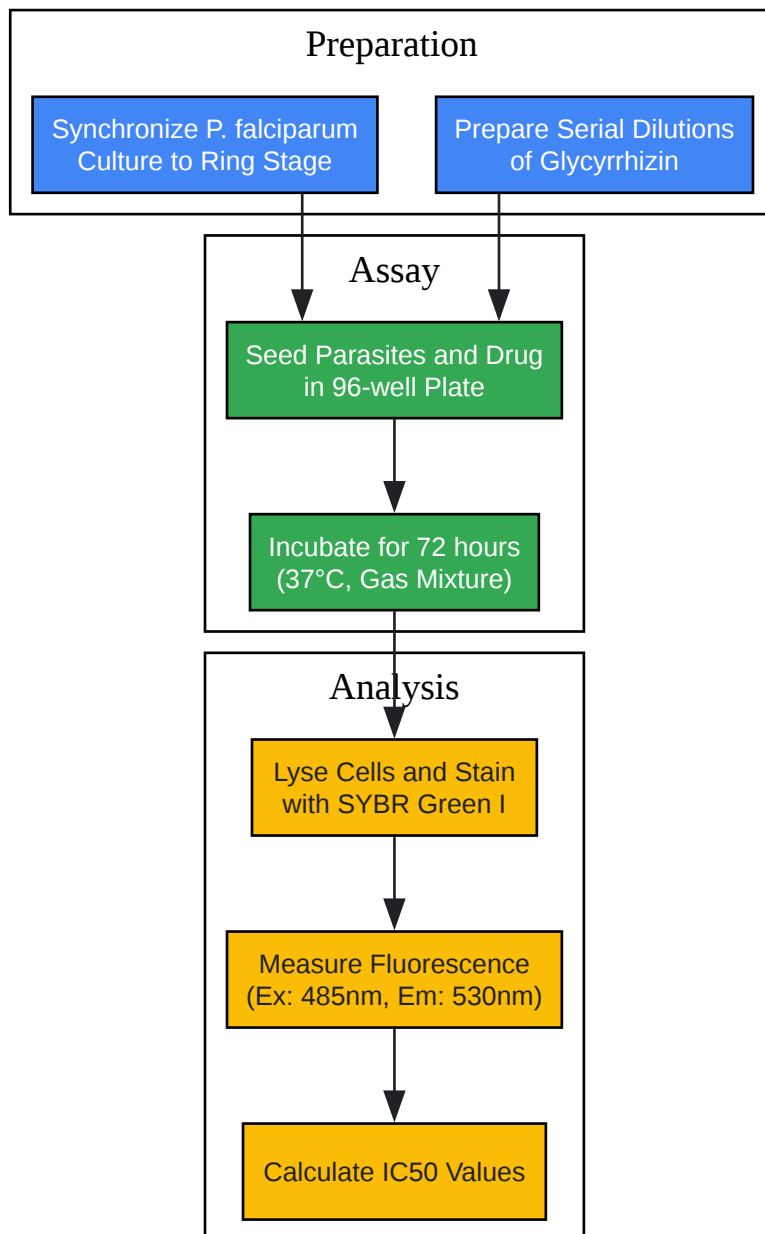 Preparation
Synchronize P. falciparum
Culture to Ring Stage
Prepare Serial Dilutions
of Glycyrrhizin
Assay
Seed Parasites and Drug
in 96-well Plate
Incubate for 72 hours
(37°C, Gas Mixture)
Analysis
Lyse Cells and Stain
with SYBR Green I
Measure Fluorescence
(Ex: 485nm, Em: 530nm)
Calculate IC50 Values